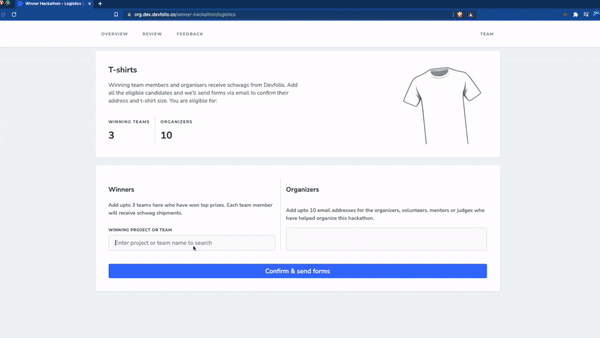 Winner Hackathon – Logistics |
org.dev.devfolio.co/winner-hackathon/logistics
OVERVIEW REVIEW FEEDBACK TEAM
T-shirts
Winning team members and organisers receive schwags from Devfolio.
Add all the eligible candidates and we'll send forms via email to confirm their
address and t-shirt size. You are eligible for:
WINNING TEAMS ORGANIZERS
3 10
Winners
Add upto 3 teams here who have won top prizes. Each team member
will receive schwag shipments.
WINNING PROJECT OR TEAM
Enter project or team name to search
Organizers
Add upto 10 email addresses for the organizers, volunteers, mentors or judges who
have helped organize this hackathon.
Confirm & send forms